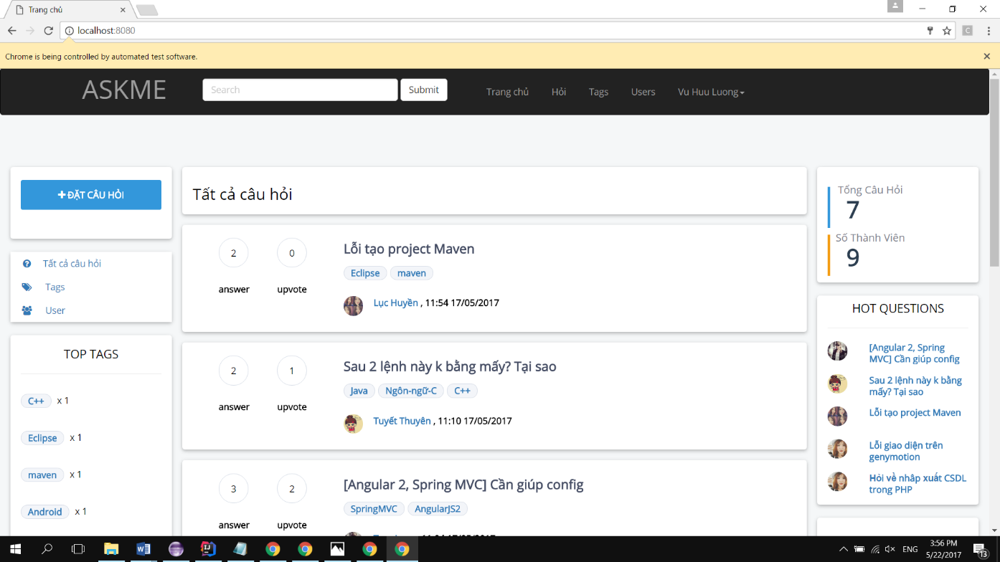 Trang chủ
localhost:8080
C
Chrome is being controlled by automated test software.
ASKME
Search
Submit
Trang chủ
Hỏi
Tags
Users
Vu Huu Luong
ĐẶT CÂU HỎI
Tất cả câu hỏi
Tags
User
TOP TAGS
C++ x 1
Eclipse x 1
maven x 1
Android x 1
Tất cả câu hỏi
2 0
answer upvote
Lỗi tạo project Maven
Eclipse maven
Lục Huyền , 11:54 17/05/2017
2 1
answer upvote
Sau 2 lệnh này k bằng mấy? Tại sao
Java Ngôn-ngữ-C C++
Tuyết Thuyên , 11:10 17/05/2017
3 2
answer upvote
[Angular 2, Spring MVC] Cần giúp config
SpringMVC AngularJS2
Tổng Câu Hỏi
7
Số Thành Viên
9
HOT QUESTIONS
[Angular 2, Spring
MVC] Cần giúp config
Sau 2 lệnh này k bằng
mấy? Tại sao
Lỗi tạo project Maven
Lỗi giao diện trên
genymotion
Hỏi về nhập xuất CSDL
trong PHP
ENG
3:56 PM
5/22/2017
13